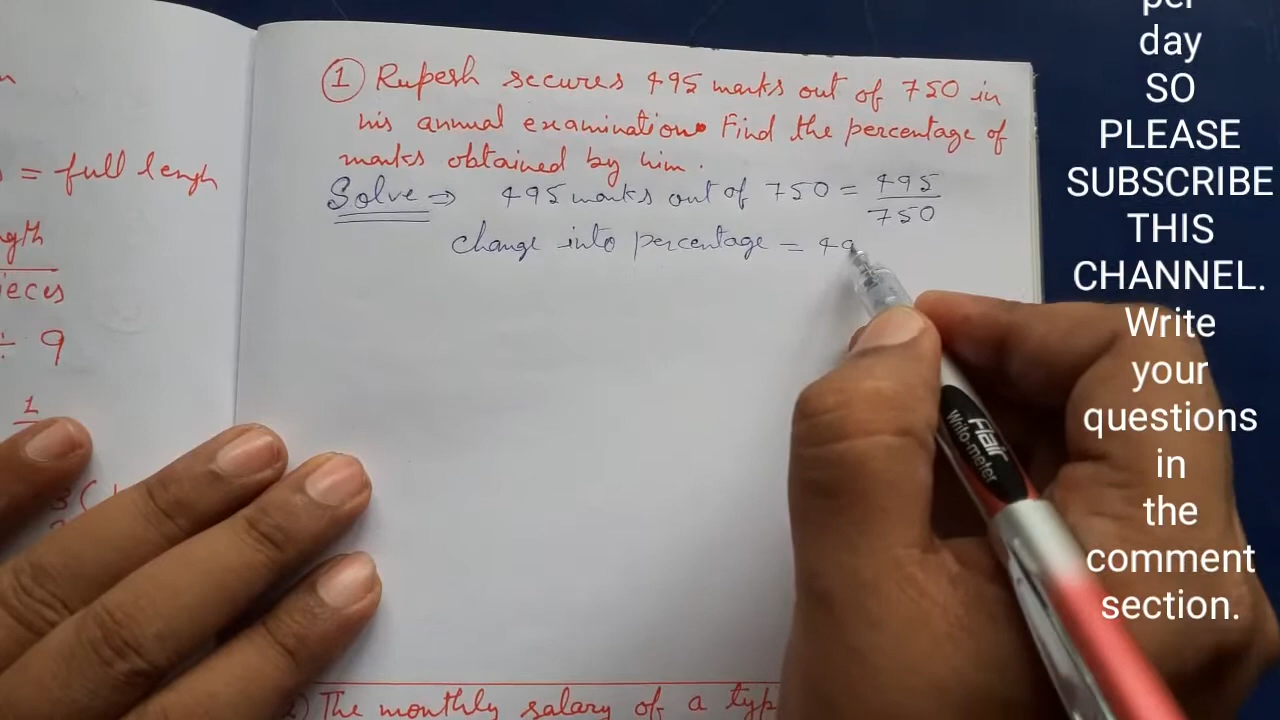 = full lengh
÷ 9
1
① Rupesh secures 495 marks out of 750 in
his annual examination. Find the percentage of
marks obtained by him.
Solve ⇒ 495 marks out of 750 = 495/750
Change into percentage = 49
The monthly salary of a typ
Flair
Writo-meter
day
SO
PLEASE
SUBSCRIBE
THIS
CHANNEL.
Write
your
questions
in
the
comment
section.